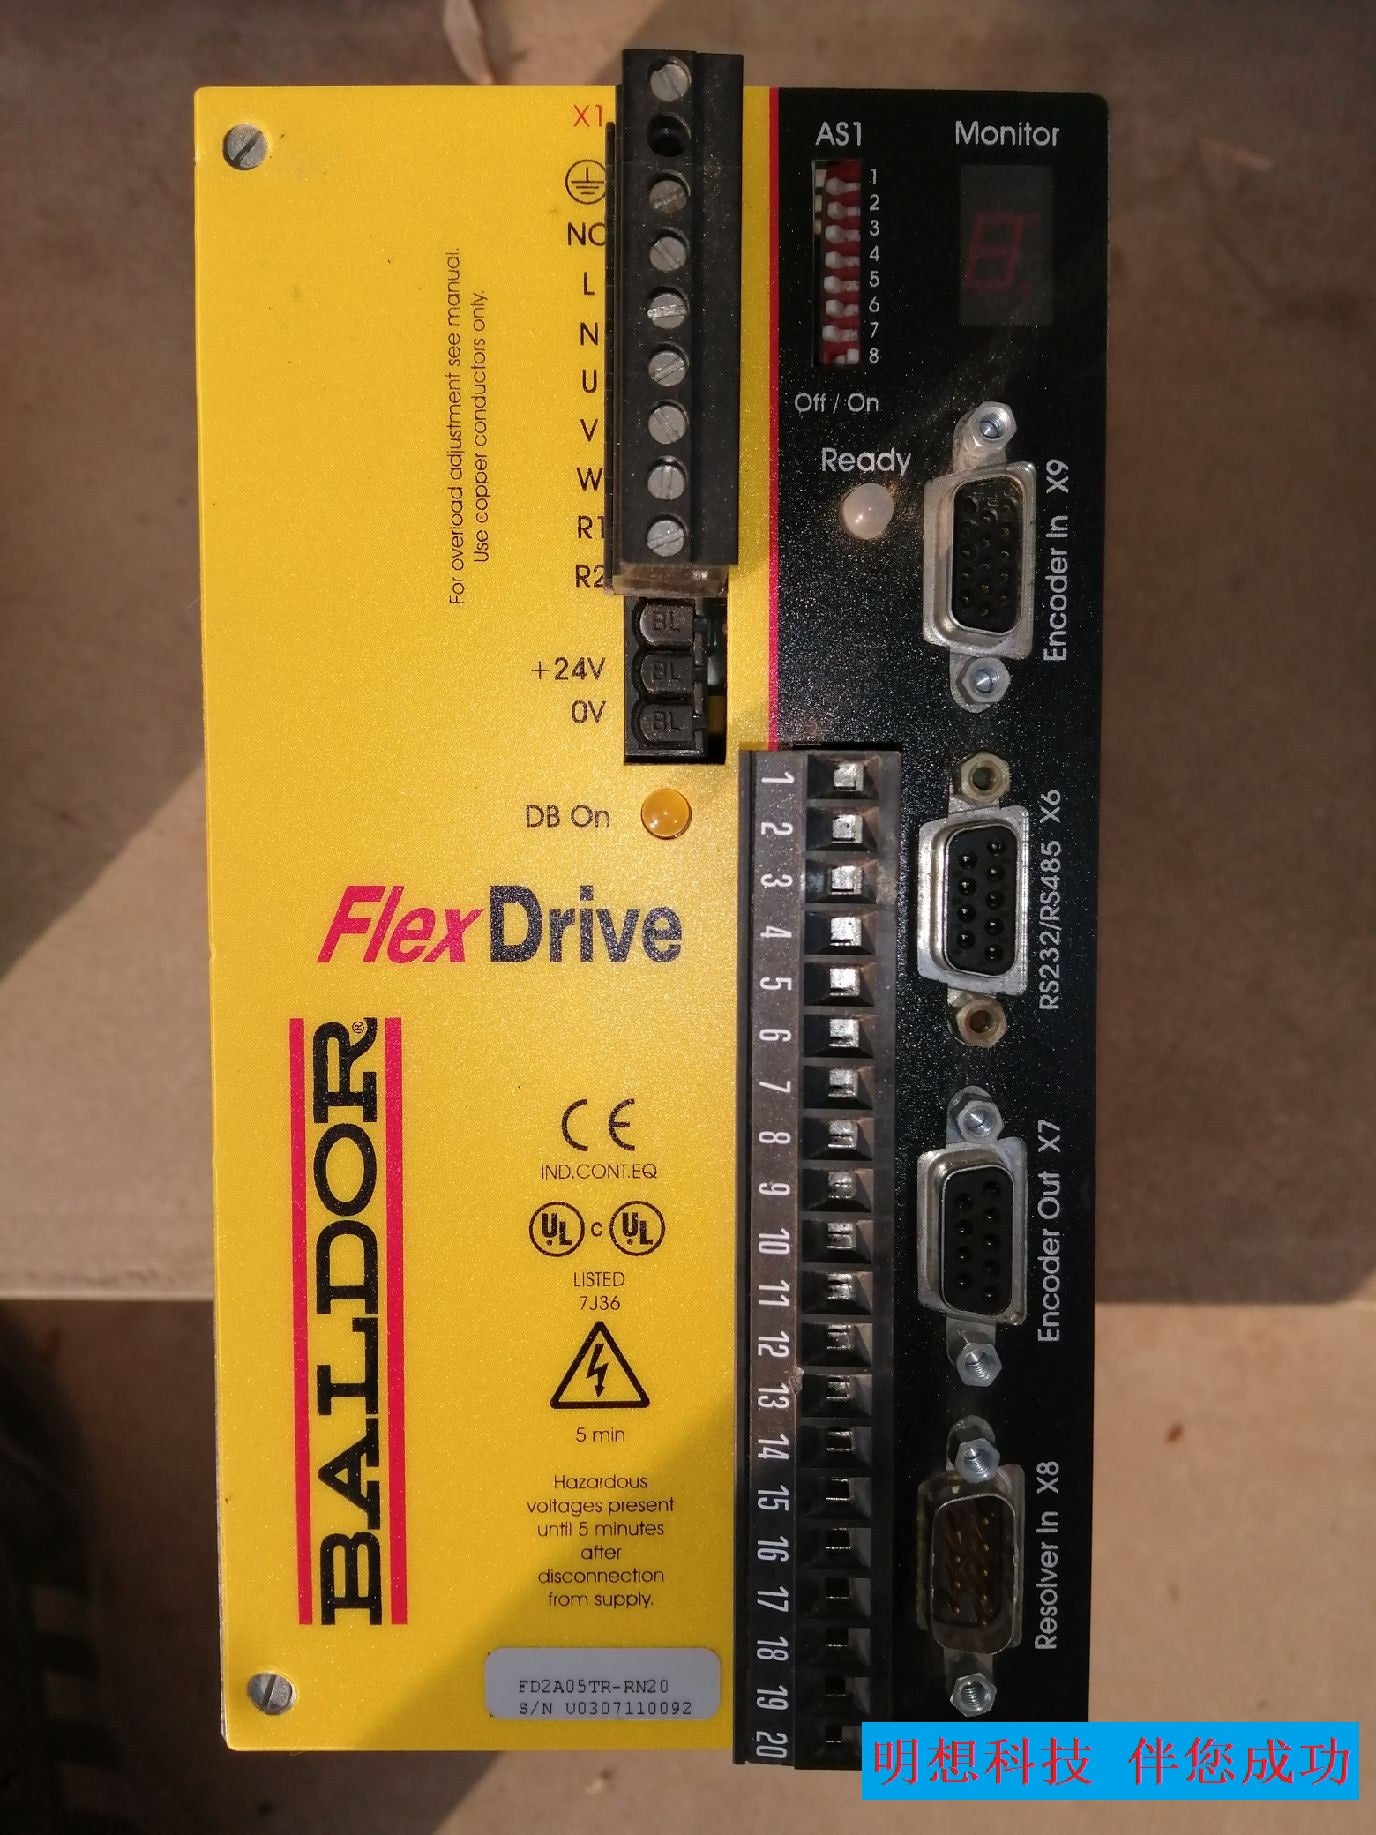 X1
NC
L
N
U
V
W
R1
R2
+24V
0V
DB On
For overload adjustment see manual.
Use copper conductors only.
AS1
Monitor
1
2
3
4
5
6
7
8
8.
Off / On
Ready
Encoder In X9
RS232/RS485 X6
Encoder Out X7
Resolver In X8
BL
BL
BL
1
2
3
4
5
6
7
8
9
10
11
12
13
14
15
16
17
18
19
20
FlexDrive
BALDOR®
CE
IND.CONT.EQ
UL c UL
LISTED
7J36
5 min
Hazardous
voltages present
until 5 minutes
after
disconnection
from supply.
FD2A05TR-RN20
S/N V0307110092
明想科技 伴您成功